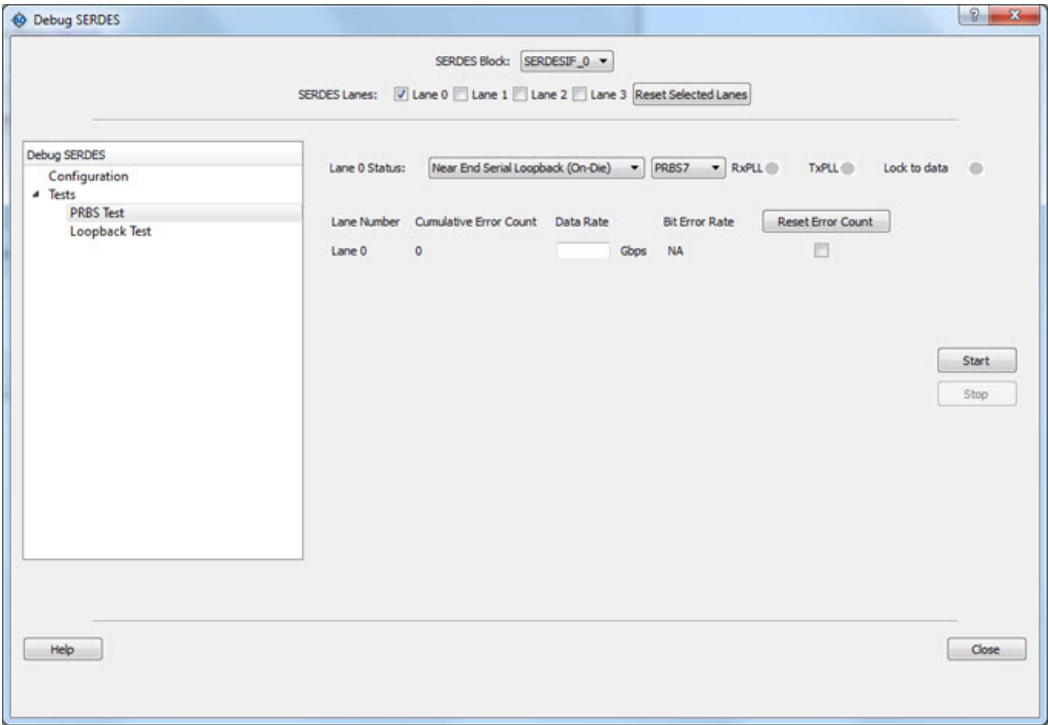 Debug SERDES
?
SERDES Block: SERDESIF_0
SERDES Lanes: Lane 0 Lane 1 Lane 2 Lane 3 Reset Selected Lanes
Debug SERDES
Configuration
Tests
PRBS Test
Loopback Test
Lane 0 Status: Near End Serial Loopback (On-Die) PRBS7 RxPLL TxPLL Lock to data
Lane Number Cumulative Error Count Data Rate Bit Error Rate Reset Error Count
Lane 0 0 Gbps NA
Start
Stop
Help Close